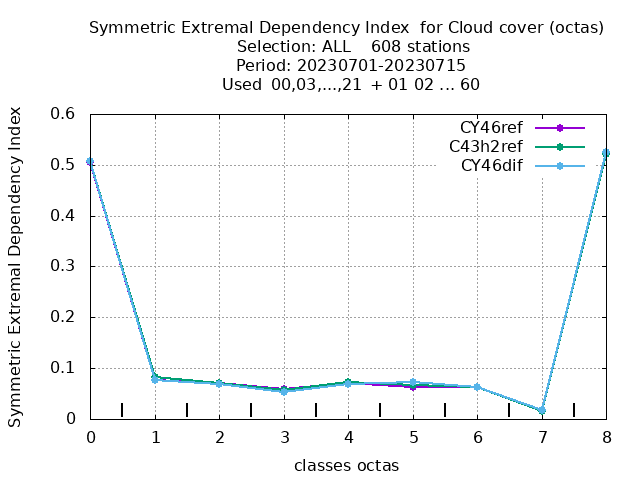 Symmetric Extremal Dependency Index  for Cloud cover (octas)
Selection: ALL    608 stations
Period: 20230701-20230715
Used  00,03,...,21  + 01 02 ... 60
Symmetric Extremal Dependency Index
0.6
0.5
0.4
0.3
0.2
0.1
0
CY46ref
C43h2ref
CY46dif
0 1 2 3 4 5 6 7 8
classes octas